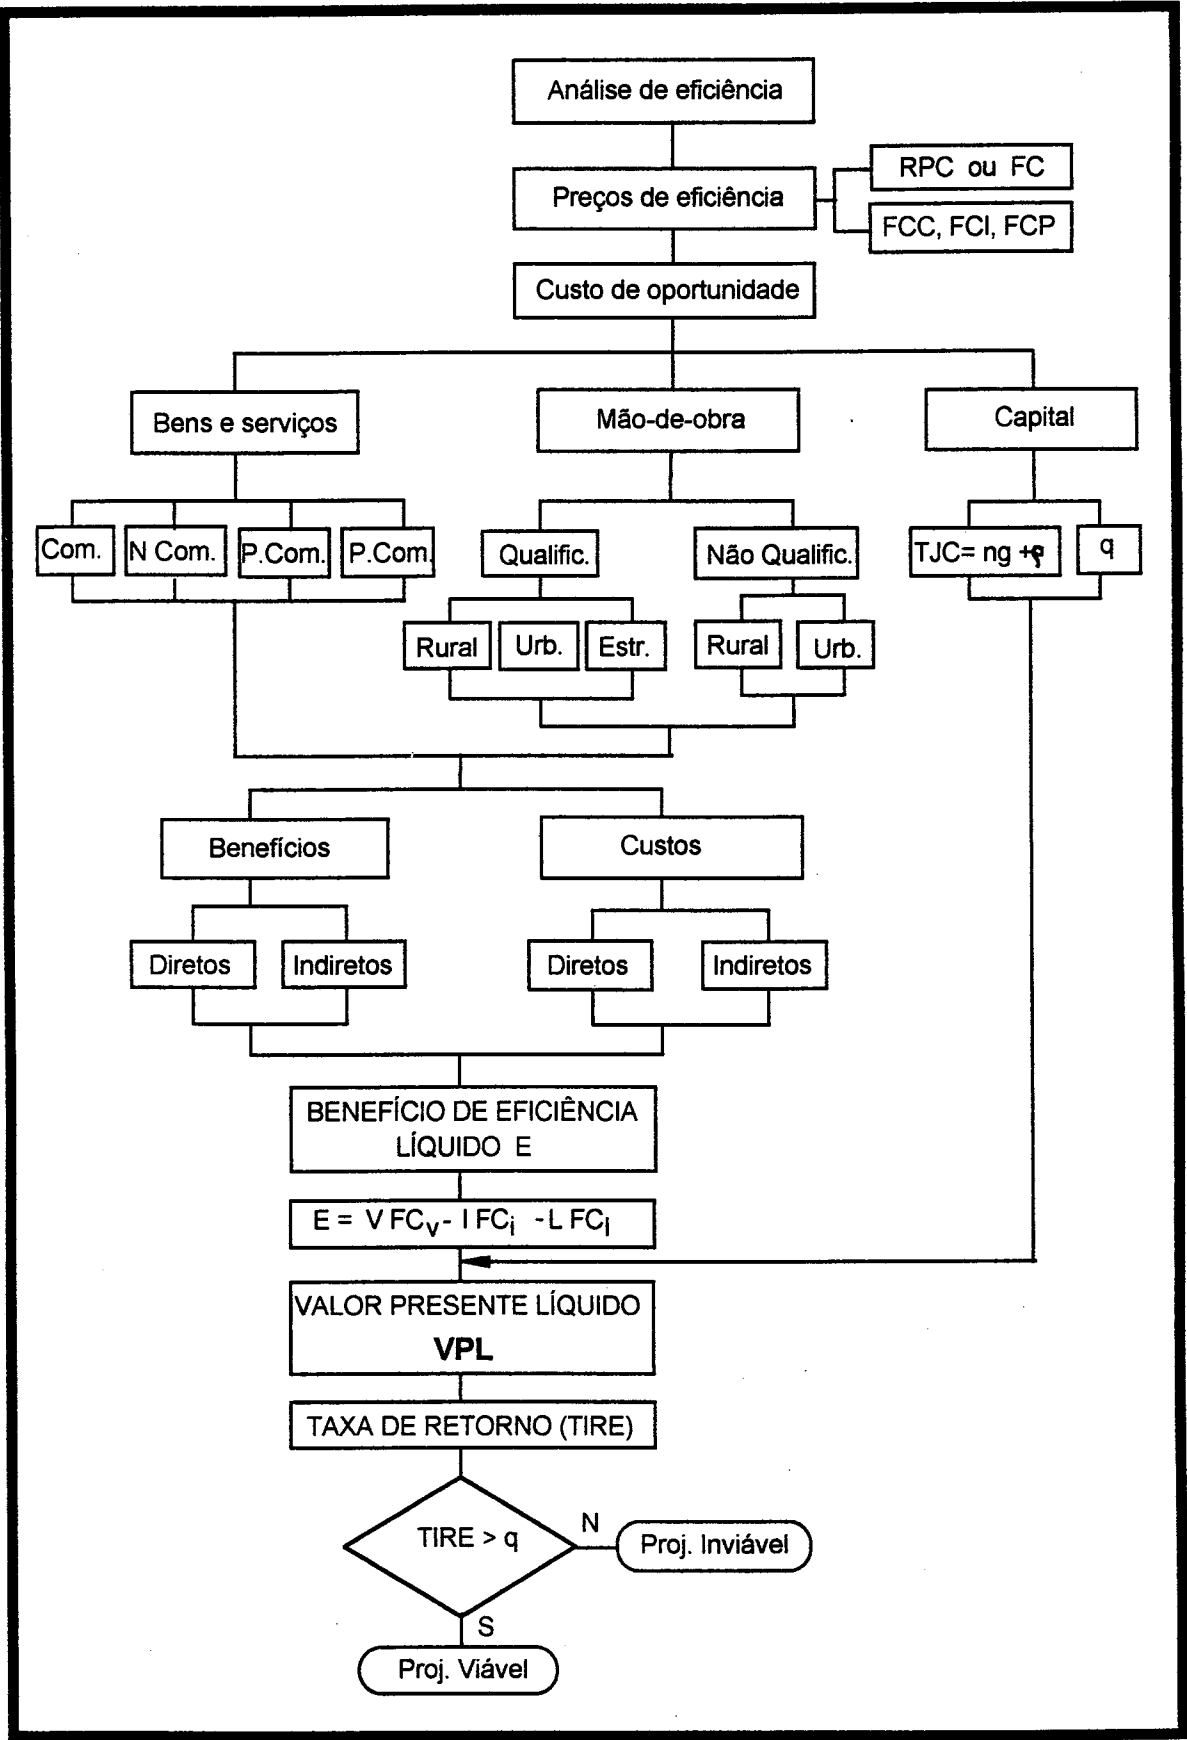 Análise de eficiência
Preços de eficiência
RPC ou FC
FCC, FCI, FCP
Custo de oportunidade
Bens e serviços
Mão-de-obra
Capital
Com.
N Com.
P.Com.
P.Com.
Qualific.
Não Qualific.
TJC= ng +
q
Rural
Urb.
Estr.
Rural
Urb.
Benefícios
Custos
Diretos
Indiretos
Diretos
Indiretos
BENEFÍCIO DE EFICIÊNCIA
LÍQUIDO E
E = V FCv - I FCi - L FCl
VALOR PRESENTE LÍQUIDO
VPL
TAXA DE RETORNO (TIRE)
TIRE > q
N
Proj. Inviável
S
Proj. Viável